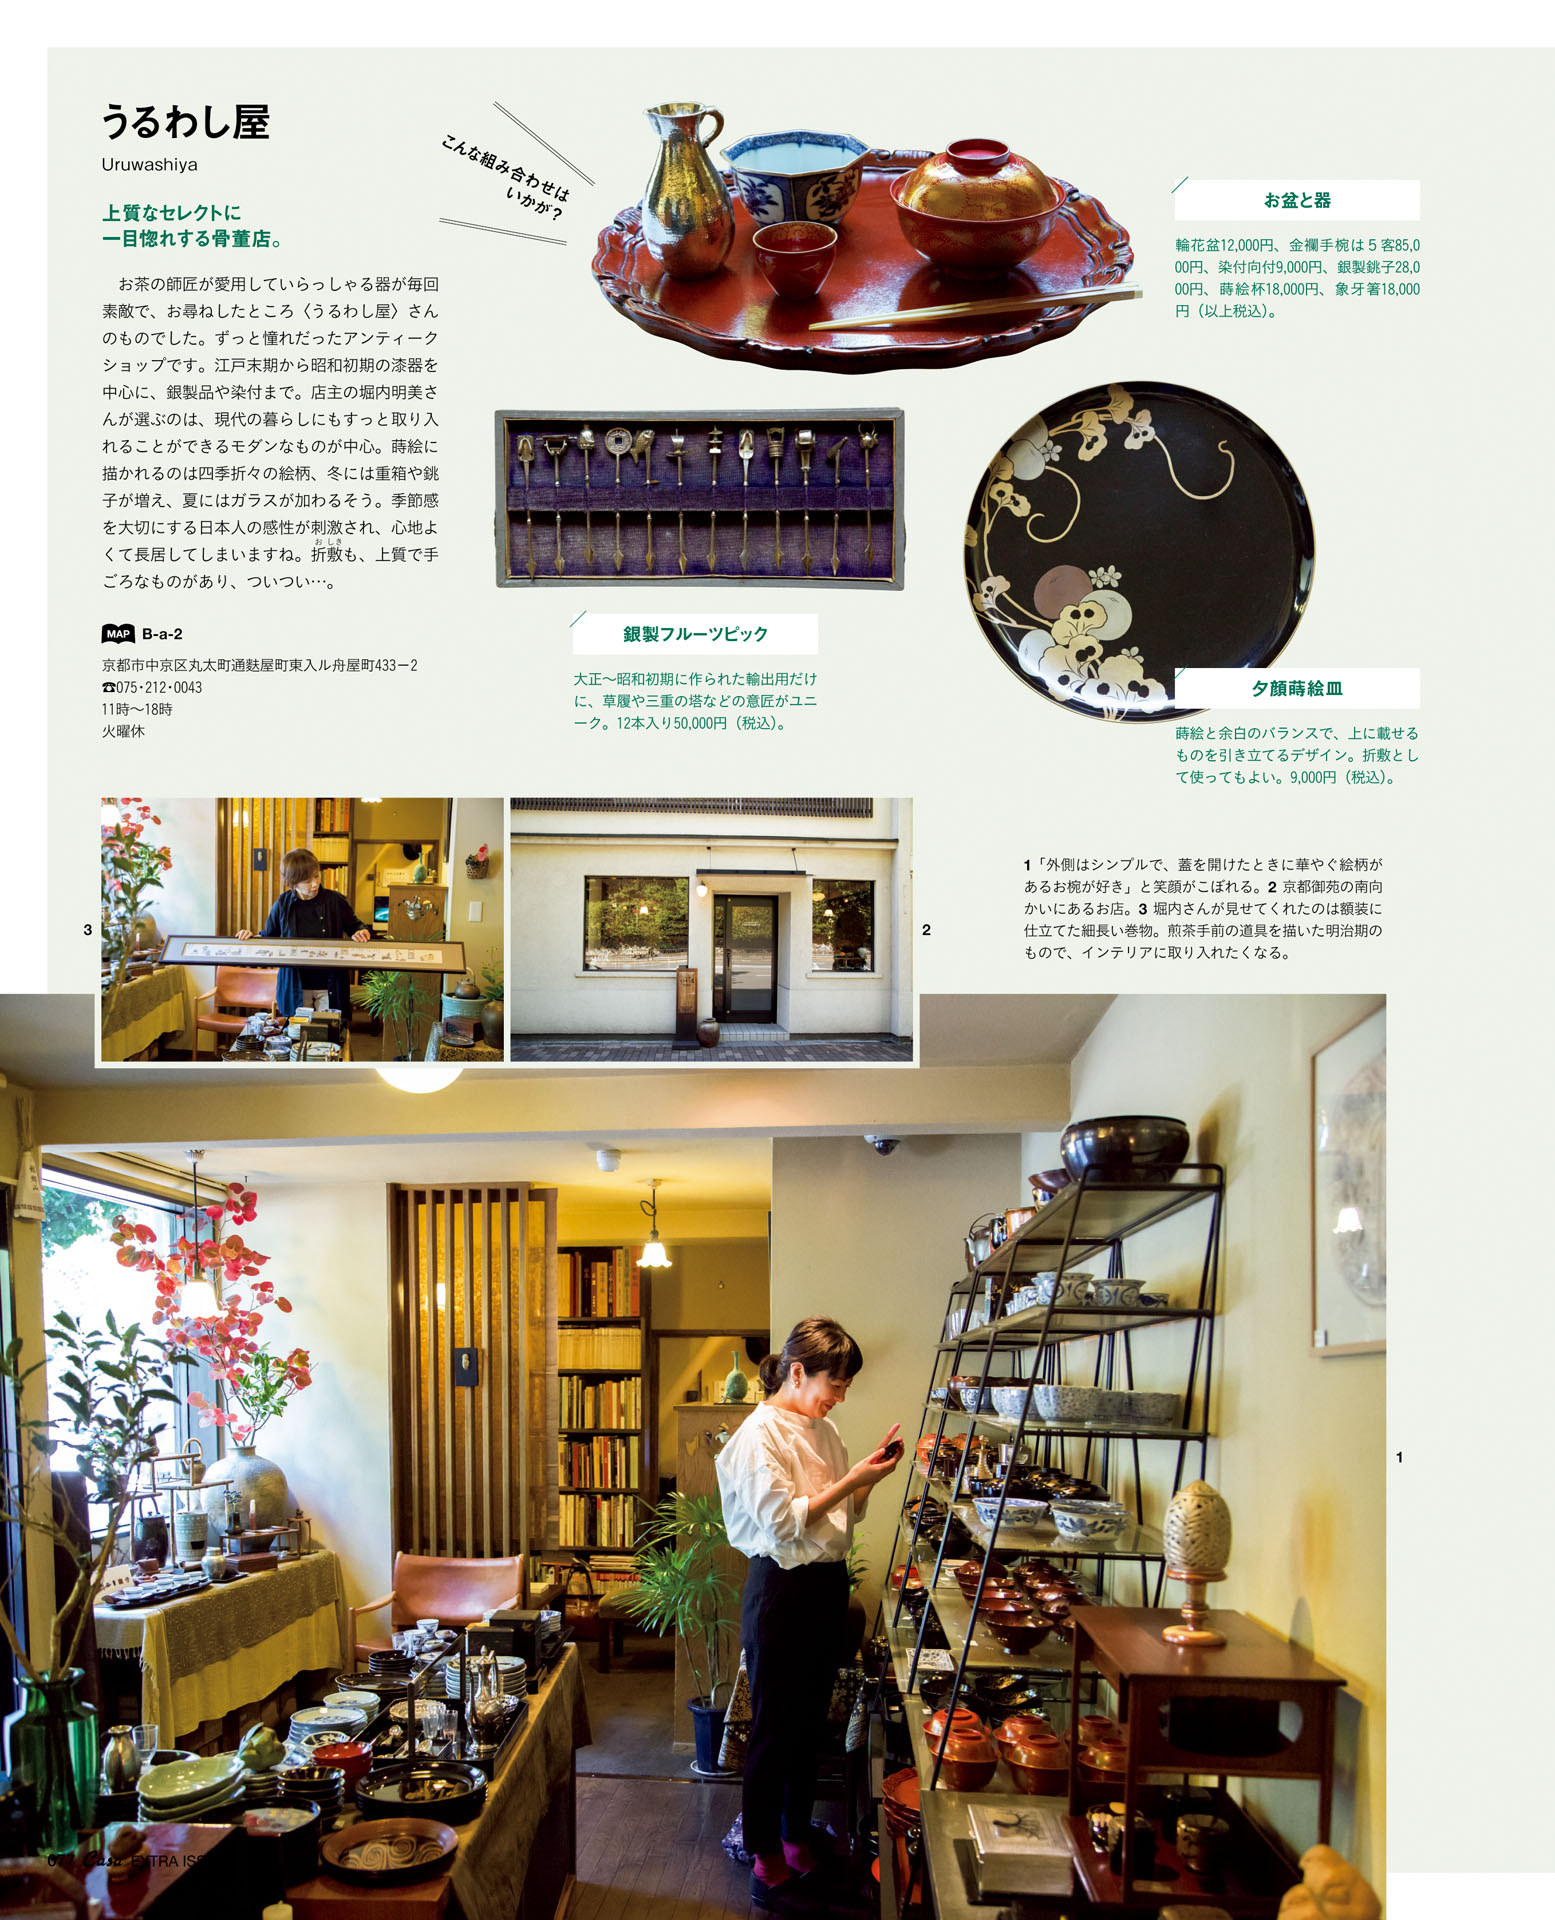 うるわし屋
Uruwashiya
上質なセレクトに
一目惚れする骨董店。
お茶の師匠が愛用していらっしゃる器が毎回
素敵で、お尋ねしたところ〈うるわし屋〉さん
のものでした。ずっと憧れだったアンティーク
ショップです。江戸末期から昭和初期の漆器を
中心に、銀製品や染付まで。店主の堀内明美さ
んが選ぶのは、現代の暮らしにもすっと取り入
れることができるモダンなものが中心。蒔絵に
描かれるのは四季折々の絵柄、冬には重箱や銚
子が増え、夏にはガラスが加わるそう。季節感
を大切にする日本人の感性が刺激され、心地よ
おしき
くて長居してしまいますね。折敷も、上質で手
ごろなものがあり、ついつい…。
MAP B-a-2
京都市中京区丸太町通麩屋町東入ル舟屋町433−2
☎075・212・0043
11時〜18時
火曜休
こんな組み合わせは
いかが？
お盆と器
輪花盆12,000円、金襴手椀は５客85,0
00円、染付向付9,000円、銀製銚子28,0
00円、蒔絵杯18,000円、象牙箸18,000
円（以上税込）。
銀製フルーツピック
大正〜昭和初期に作られた輸出用だけ
に、草履や三重の塔などの意匠がユニ
ーク。12本入り50,000円（税込）。
夕顔蒔絵皿
蒔絵と余白のバランスで、上に載せる
ものを引き立てるデザイン。折敷とし
て使ってもよい。9,000円（税込）。
1「外側はシンプルで、蓋を開けたときに華やぐ絵柄が
あるお椀が好き」と笑顔がこぼれる。2 京都御苑の南向
かいにあるお店。3 堀内さんが見せてくれたのは額装に
仕立てた細長い巻物。煎茶手前の道具を描いた明治期の
もので、インテリアに取り入れたくなる。
3
2
1
Casa EXTRA ISS